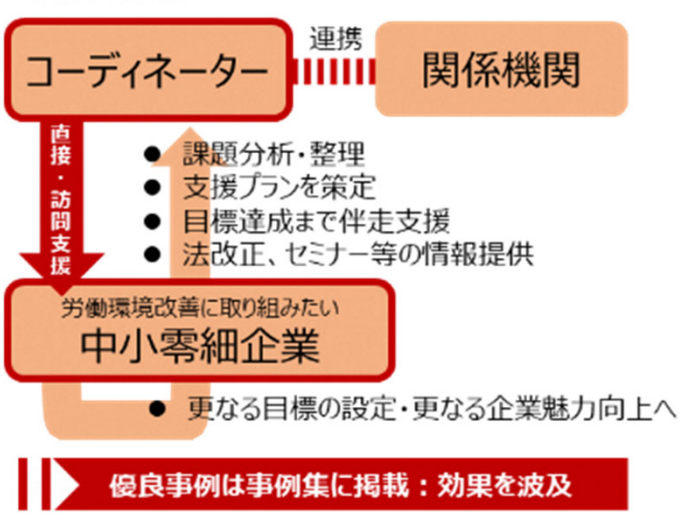 コーディネーター
連携
関係機関
直接・訪問支援
● 課題分析・整理
● 支援プランを策定
● 目標達成まで伴走支援
● 法改正、セミナー等の情報提供
労働環境改善に取り組みたい
中小零細企業
● 更なる目標の設定・更なる企業魅力向上へ
優良事例は事例集に掲載：効果を波及